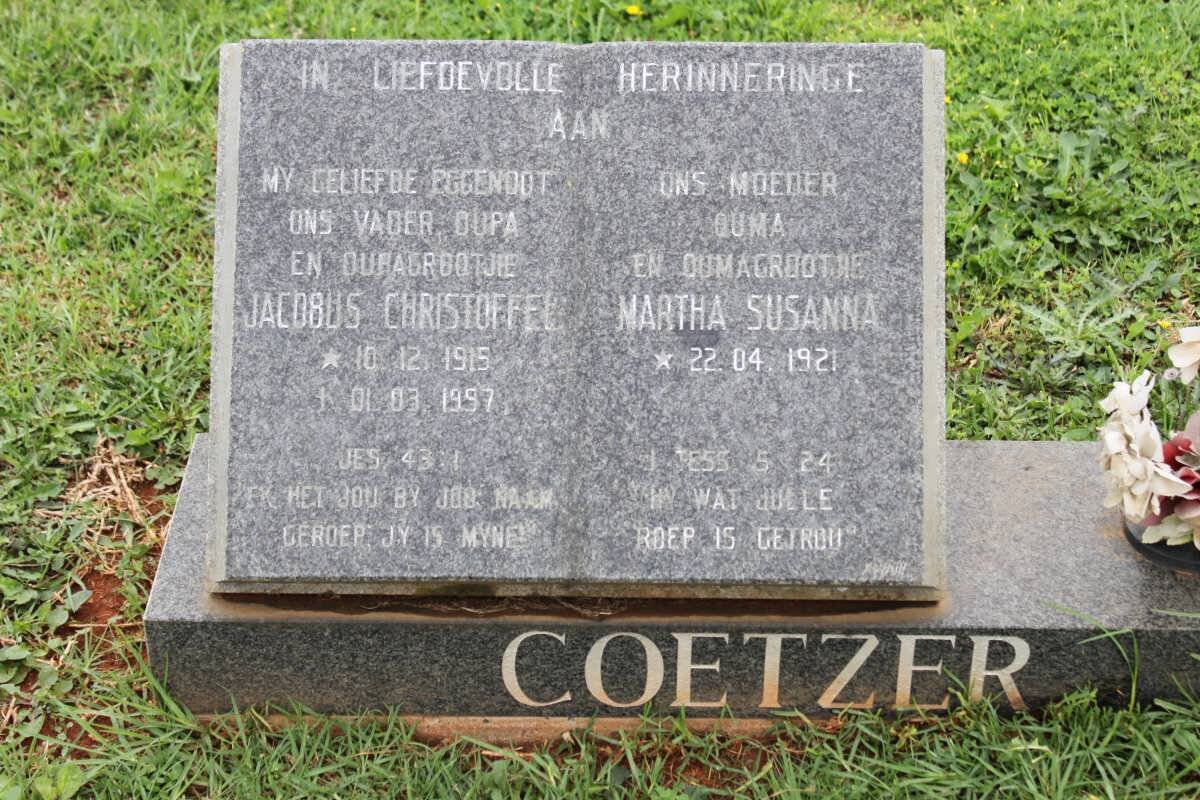 IN LIEFDEVOLLE HERINNERINGE
AAN
MY GELIEFDE EGGENOOT
ONS VADER, OUPA
EN OUPAGROOTJIE
JACOBUS CHRISTOFFEL
★ 10. 12. 1915
† 01. 03. 1997
JES 43:1
"EK HET JOU BY JOU NAAM
GEROEP, JY IS MYNE!"
ONS MOEDER
OUMA
EN OUMAGROOTJIE
MARTHA SUSANNA
★ 22. 04. 1921
1 TESS 5 24
"HY WAT JULLE
ROEP IS GETROU"
COETZER